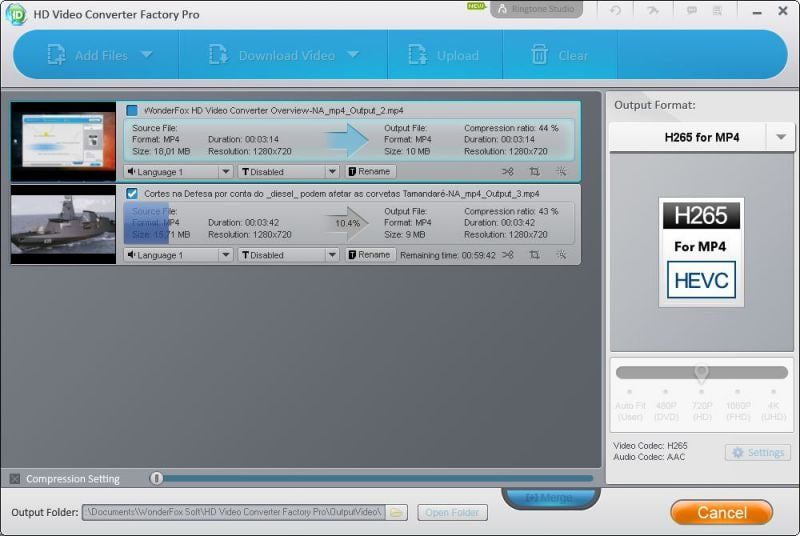 HD Video Converter Factory Pro
NEW
Ringtone Studio
Add Files
Download Video
Upload
Clear
WonderFox HD Video Converter Overview-NA_mp4_Output_2.mp4
Source File:
Format: MP4 Duration: 00:03:14
Size: 18,01 MB Resolution: 1280x720
Output File: Compression ratio: 44 %
Format: MP4 Duration: 00:03:14
Size: 10 MB Resolution: 1280x720
Language 1 T Disabled T Rename
Cortes na Defesa por conta do _diesel_ podem afetar as corvetas Tamandaré-NA_mp4_Output_3.mp4
Source File:
Format: MP4 Duration: 00:03:42
Size: 15,71 MB Resolution: 1280x720
10.4%
Output File: Compression ratio: 43 %
Format: MP4 Duration: 00:03:42
Size: 9 MB Resolution: 1280x720
Language 1 T Disabled T Rename Remaining time: 00:59:42
Compression Setting
Output Folder: :\Documents\WonderFox Soft\HD Video Converter Factory Pro\OutputVideo\ Open Folder
Merge
Output Format:
H265 for MP4
H265
For MP4
HEVC
Auto Fit 480P 720P 1080P 4K
(User) (DVD) (HD) (FHD) (UHD)
Video Codec: H265
Audio Codec: AAC
Settings
Cancel